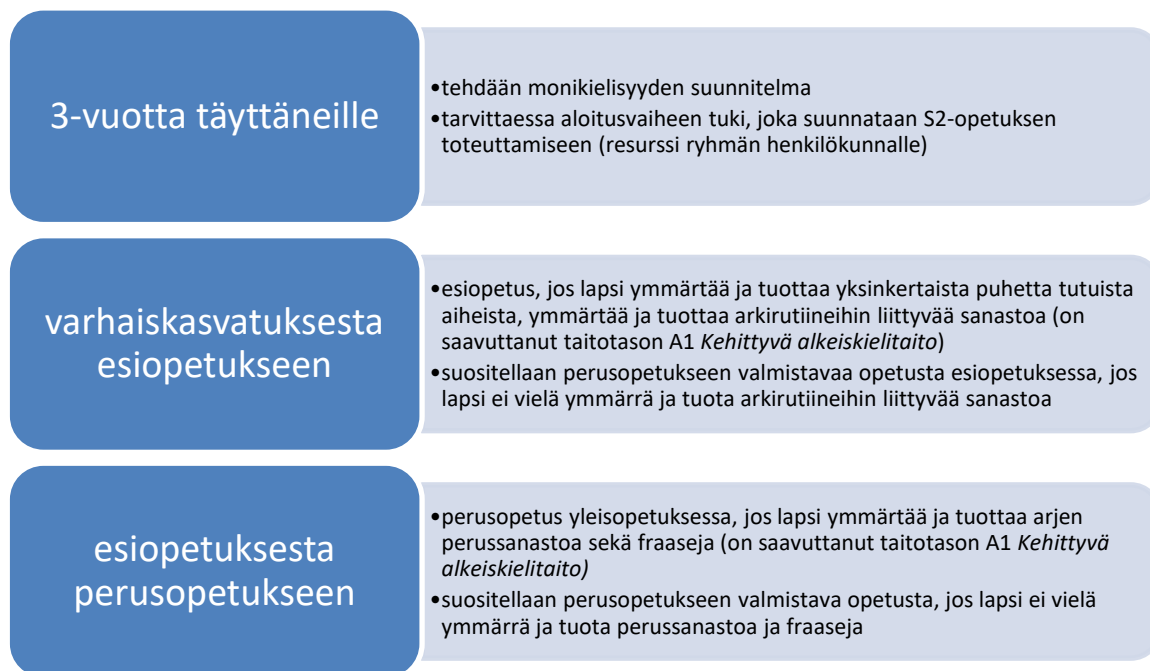 3-vuotta täyttäneille
•tehdään monikielisyyden suunnitelma
•tarvittaessa aloitusvaiheen tuki, joka suunnataan S2-opetuksen
toteuttamiseen (resurssi ryhmän henkilökunnalle)
varhaiskasvatuksesta
esiopetukseen
•esiopetus, jos lapsi ymmärtää ja tuottaa yksinkertaista puhetta tutuista
aiheista, ymmärtää ja tuottaa arkirutiineihin liittyvää sanastoa (on
saavuttanut taitotason A1 Kehittyvä alkeiskielitaito)
•suositellaan perusopetukseen valmistavaa opetusta esiopetuksessa, jos
lapsi ei vielä ymmärrä ja tuota arkirutiineihin liittyvää sanastoa
esiopetuksesta
perusopetukseen
•perusopetus yleisopetuksessa, jos lapsi ymmärtää ja tuottaa arjen
perussanastoa sekä fraaseja (on saavuttanut taitotason A1 Kehittyvä
alkeiskielitaito)
•suositellaan perusopetukseen valmistava opetusta, jos lapsi ei vielä
ymmärrä ja tuota perussanastoa ja fraaseja